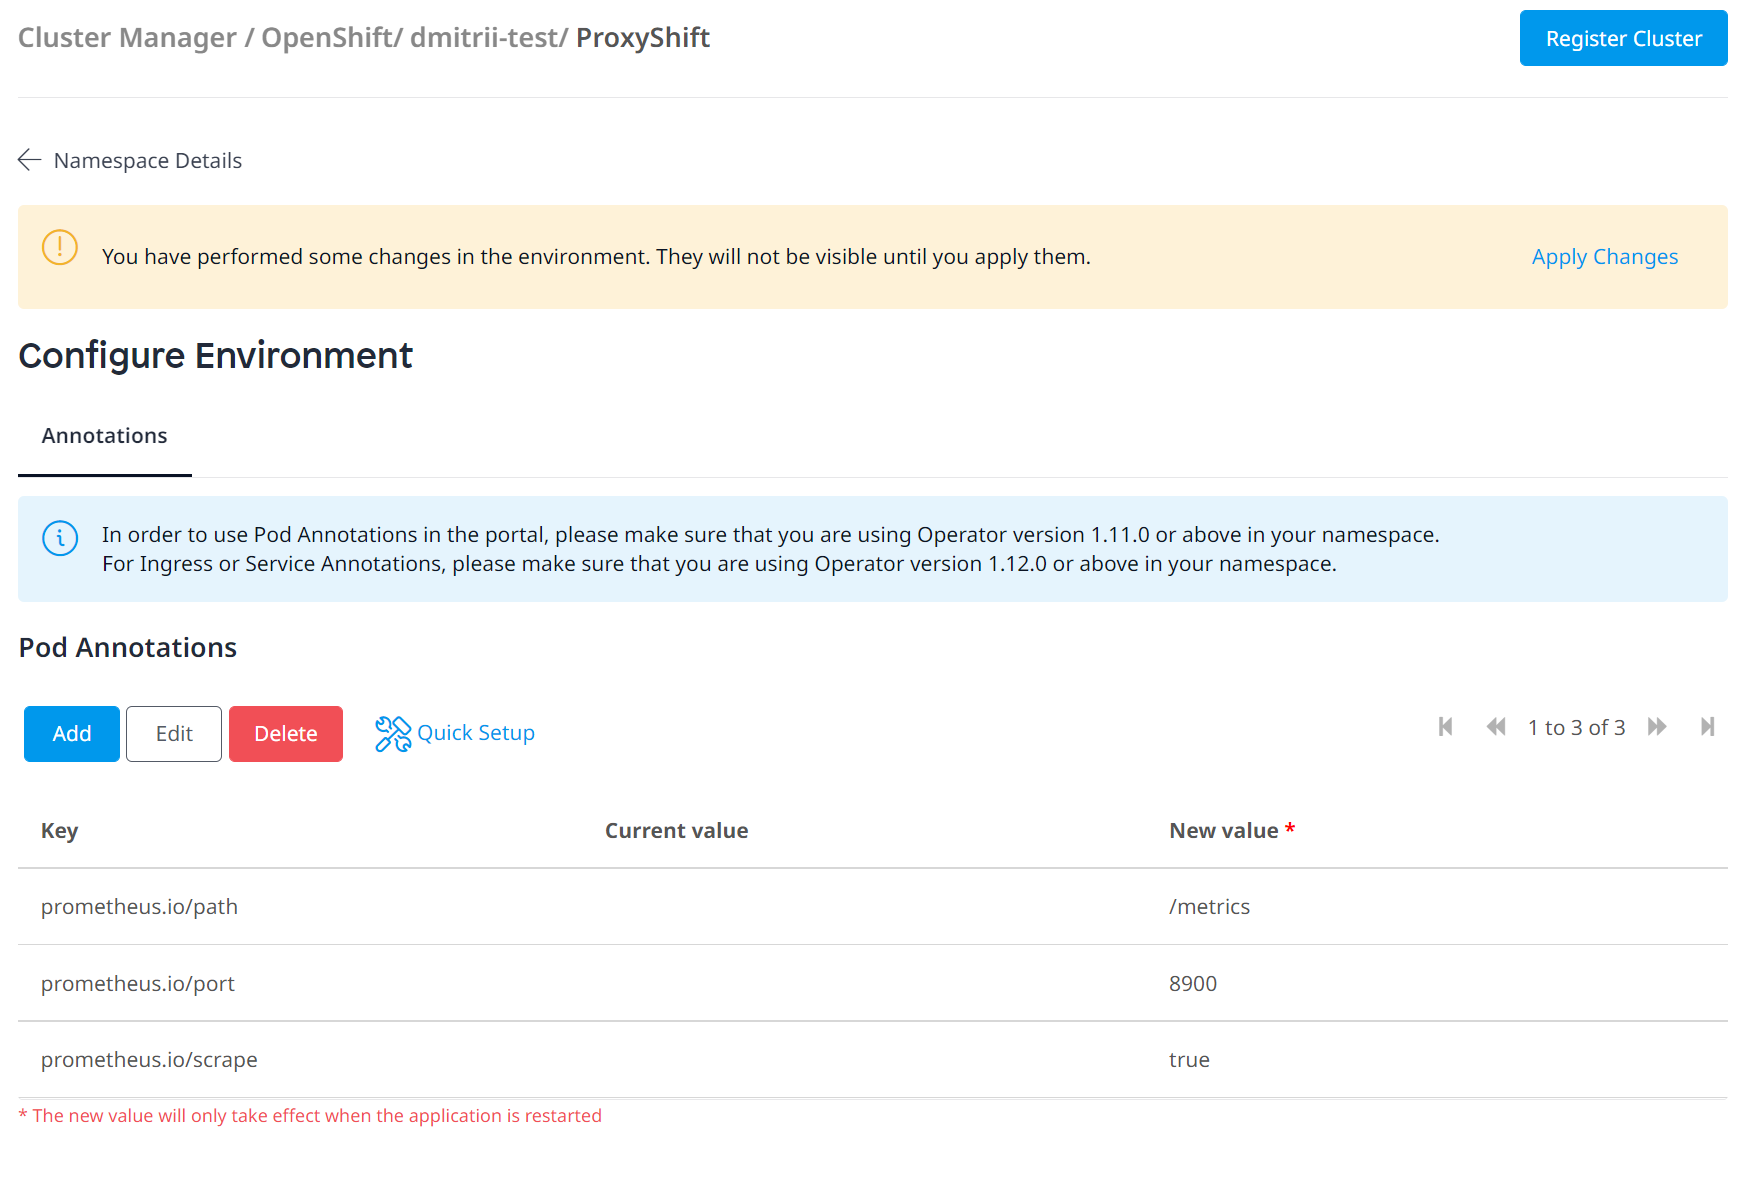 Cluster Manager / OpenShift/ dmitrii-test/ ProxyShift
Register Cluster
Namespace Details
You have performed some changes in the environment. They will not be visible until you apply them.
Apply Changes
Configure Environment
Annotations
In order to use Pod Annotations in the portal, please make sure that you are using Operator version 1.11.0 or above in your namespace.
For Ingress or Service Annotations, please make sure that you are using Operator version 1.12.0 or above in your namespace.
Pod Annotations
Add Edit Delete Quick Setup
1 to 3 of 3
Key Current value New value *
prometheus.io/path /metrics
prometheus.io/port 8900
prometheus.io/scrape true
* The new value will only take effect when the application is restarted